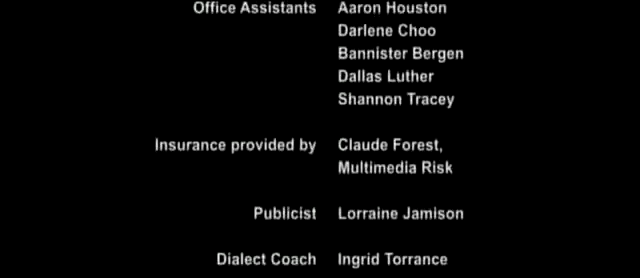 Office Assistants Aaron Houston
Darlene Choo
Bannister Bergen
Dallas Luther
Shannon Tracey
Insurance provided by Claude Forest,
Multimedia Risk
Publicist Lorraine Jamison
Dialect Coach Ingrid Torrance